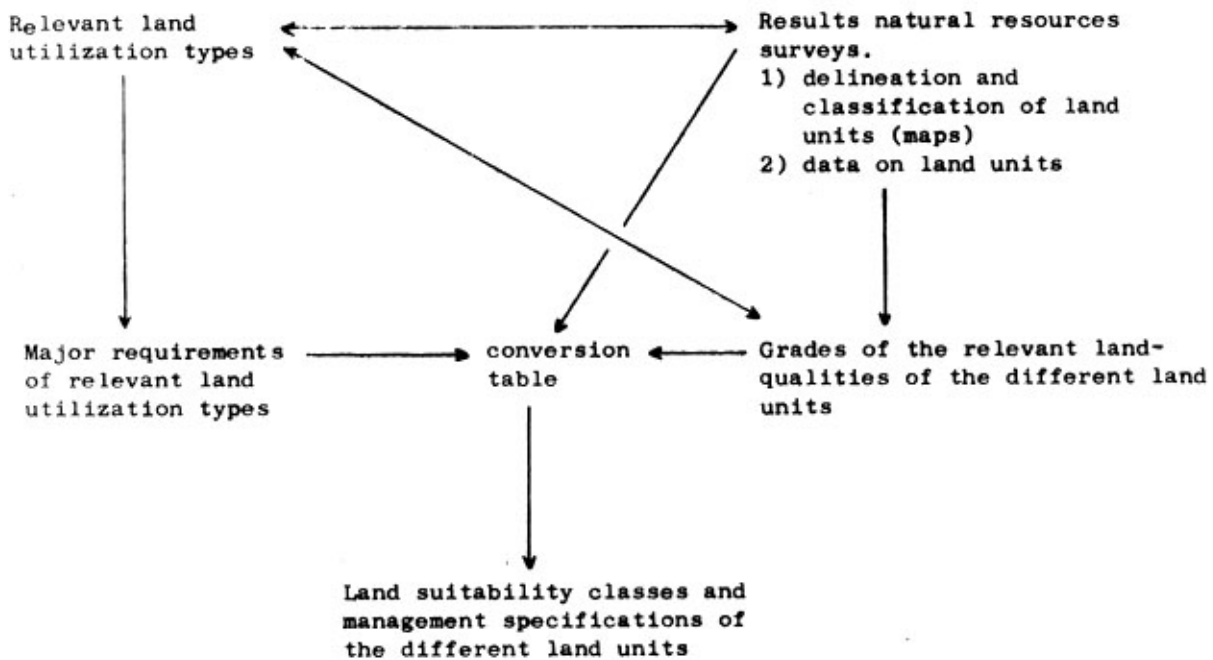 Relevant land
utilization types
Results natural resources
surveys.
1) delineation and
classification of land
units (maps)
2) data on land units
Major requirements
of relevant land
utilization types
conversion
table
Grades of the relevant land-
qualities of the different land
units
Land suitability classes and
management specifications of
the different land units